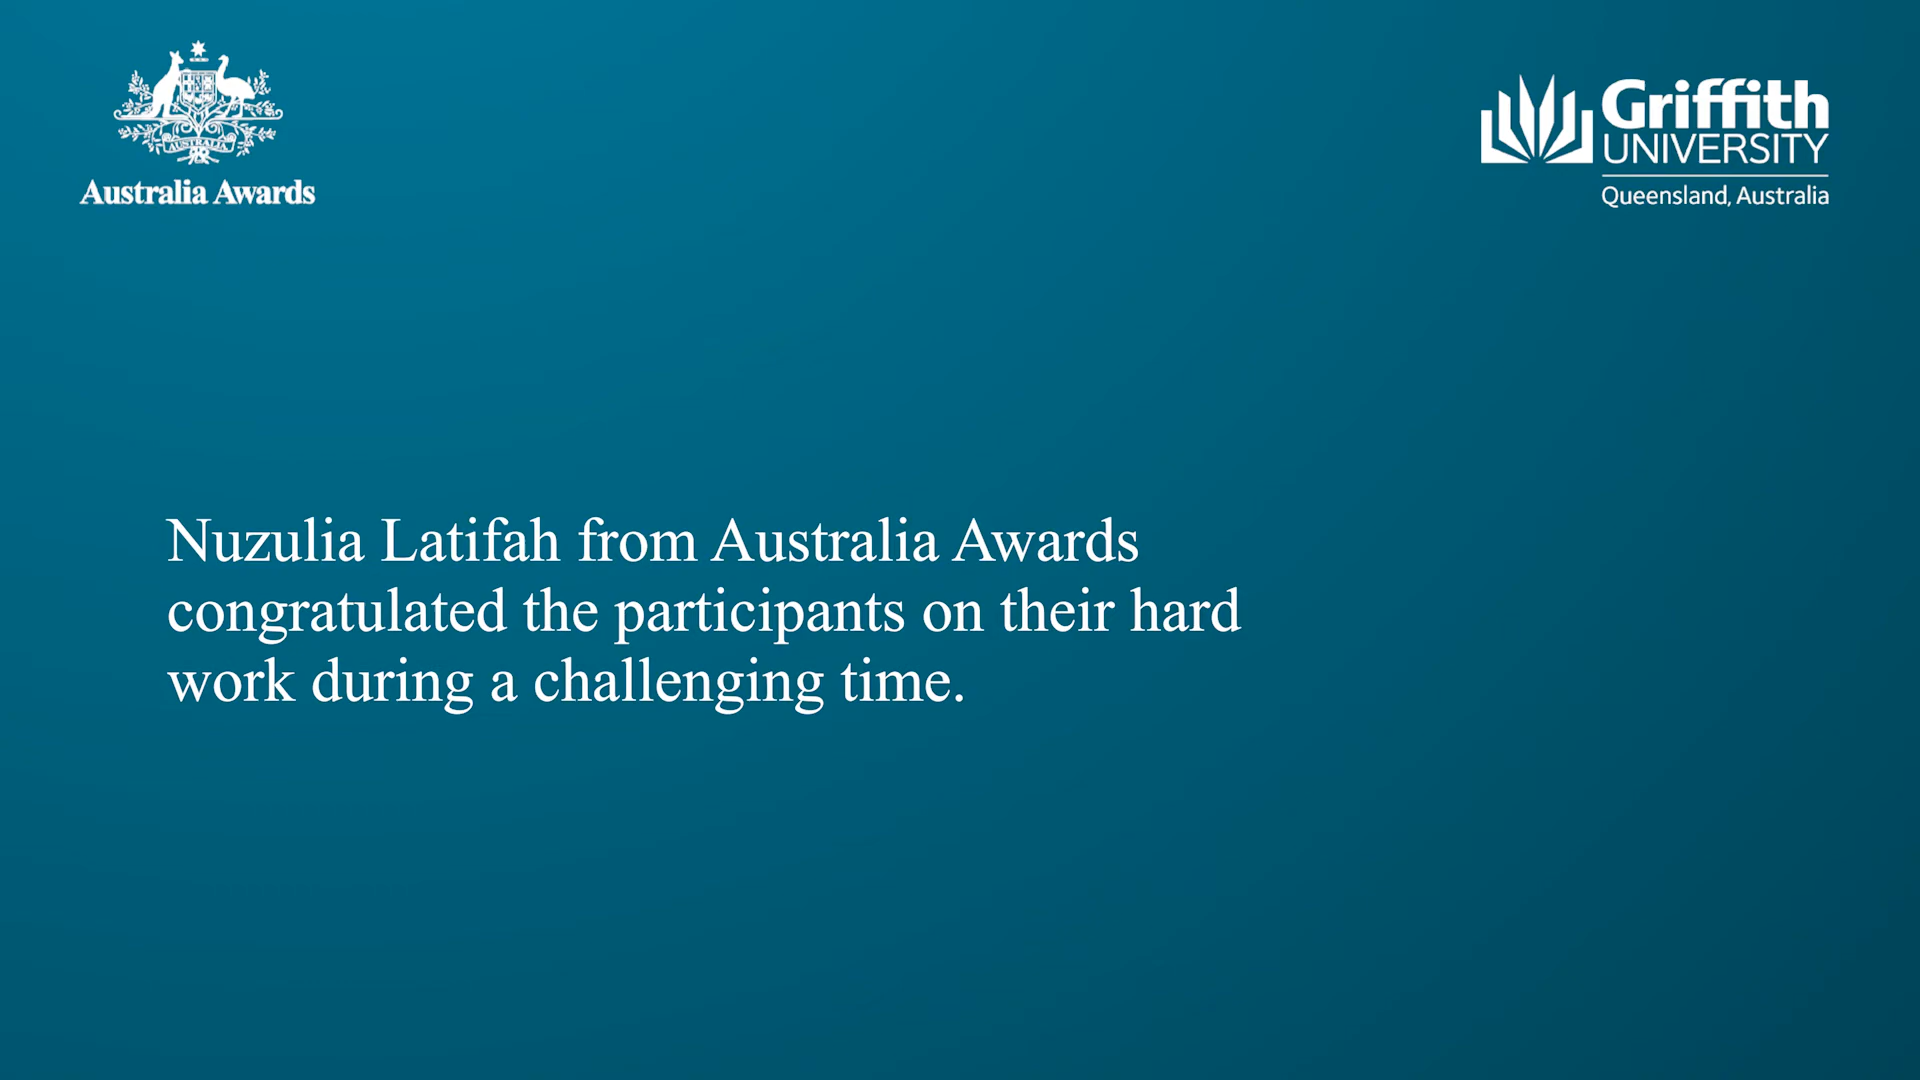 AUSTRALIA
Australia Awards
Griffith
UNIVERSITY
Queensland, Australia
Nuzulia Latifah from Australia Awards
congratulated the participants on their hard
work during a challenging time.